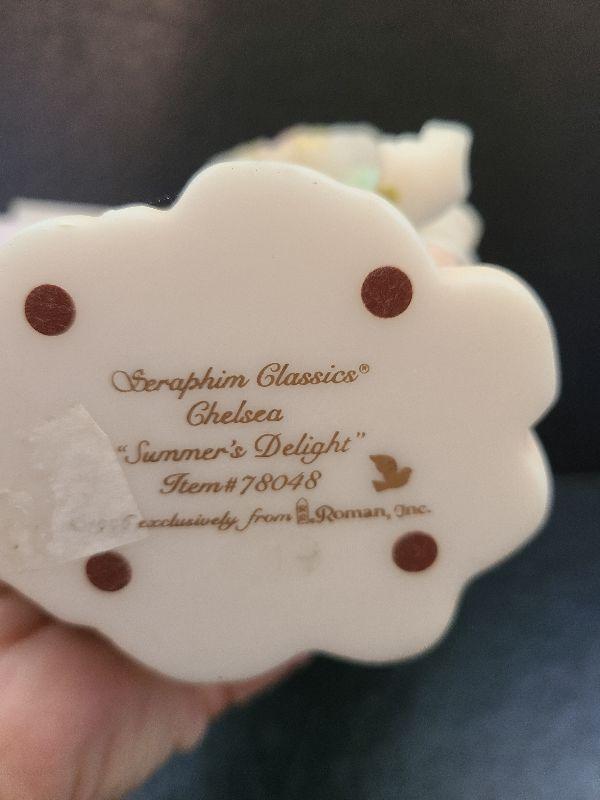 Seraphim Classics®
Chelsea
"Summer's Delight"
Item#78048
exclusively from Roman, Inc.